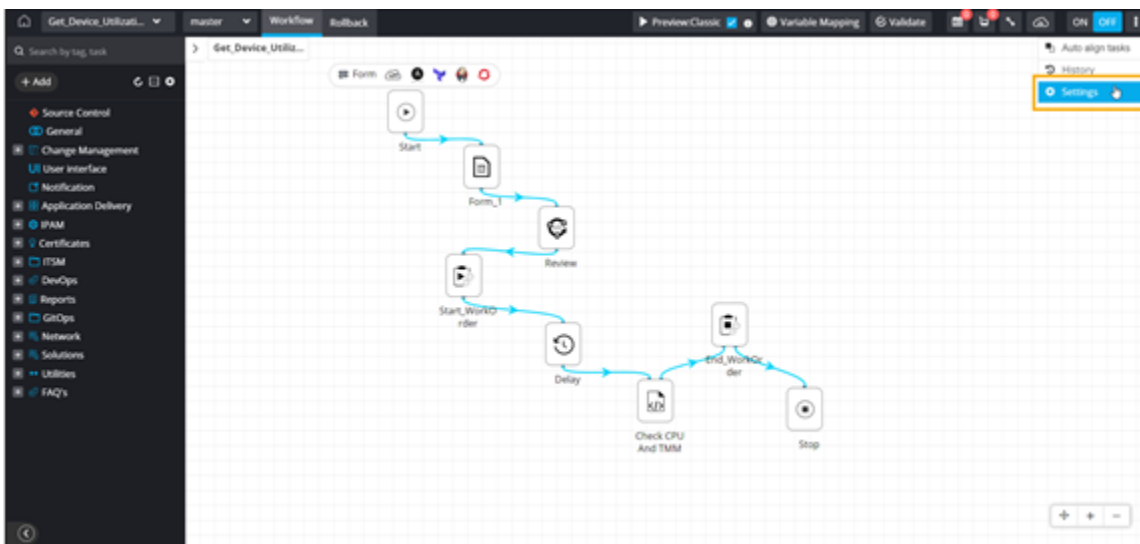 Get_Device_Utilizati... master Workflow Rollback Preview:Classic Variable Mapping Validate ON OFF
Search by tag, task
Get_Device_Utiliz...
Auto align tasks
+ Add
Form
History
Settings
Source Control
General
Change Management
UI User interface
Notification
Application Delivery
IPAM
Certificates
ITSM
DevOps
Reports
GitOps
Network
Solutions
Utilities
FAQ's
Start
Form_1
Review
Start_WorkO
rder
Delay
End_WorkOr
der
Check CPU
And TMM
Stop